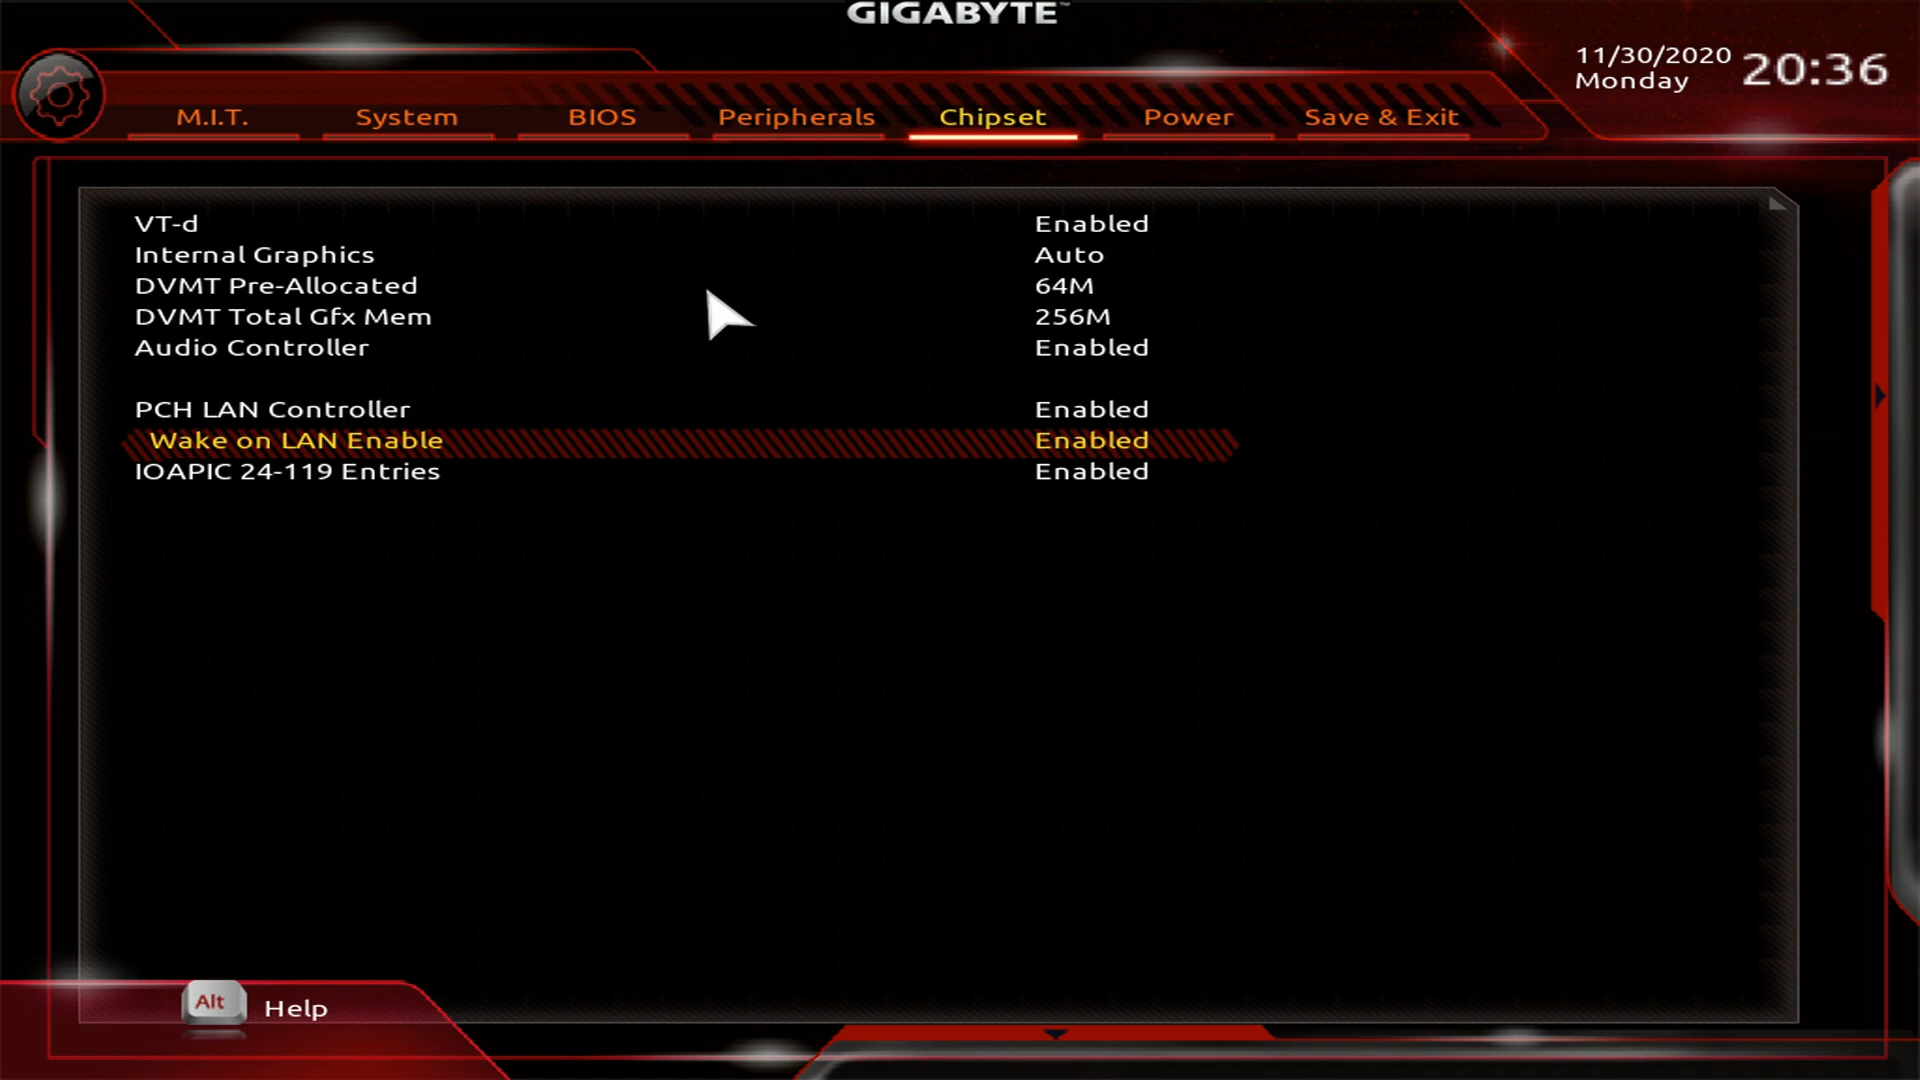 GIGABYTE™
11/30/2020
Monday
20:36
M.I.T. System BIOS Peripherals Chipset Power Save & Exit
VT-d Enabled
Internal Graphics Auto
DVMT Pre-Allocated 64M
DVMT Total Gfx Mem 256M
Audio Controller Enabled
PCH LAN Controller Enabled
Wake on LAN Enable Enabled
IOAPIC 24-119 Entries Enabled
Alt Help